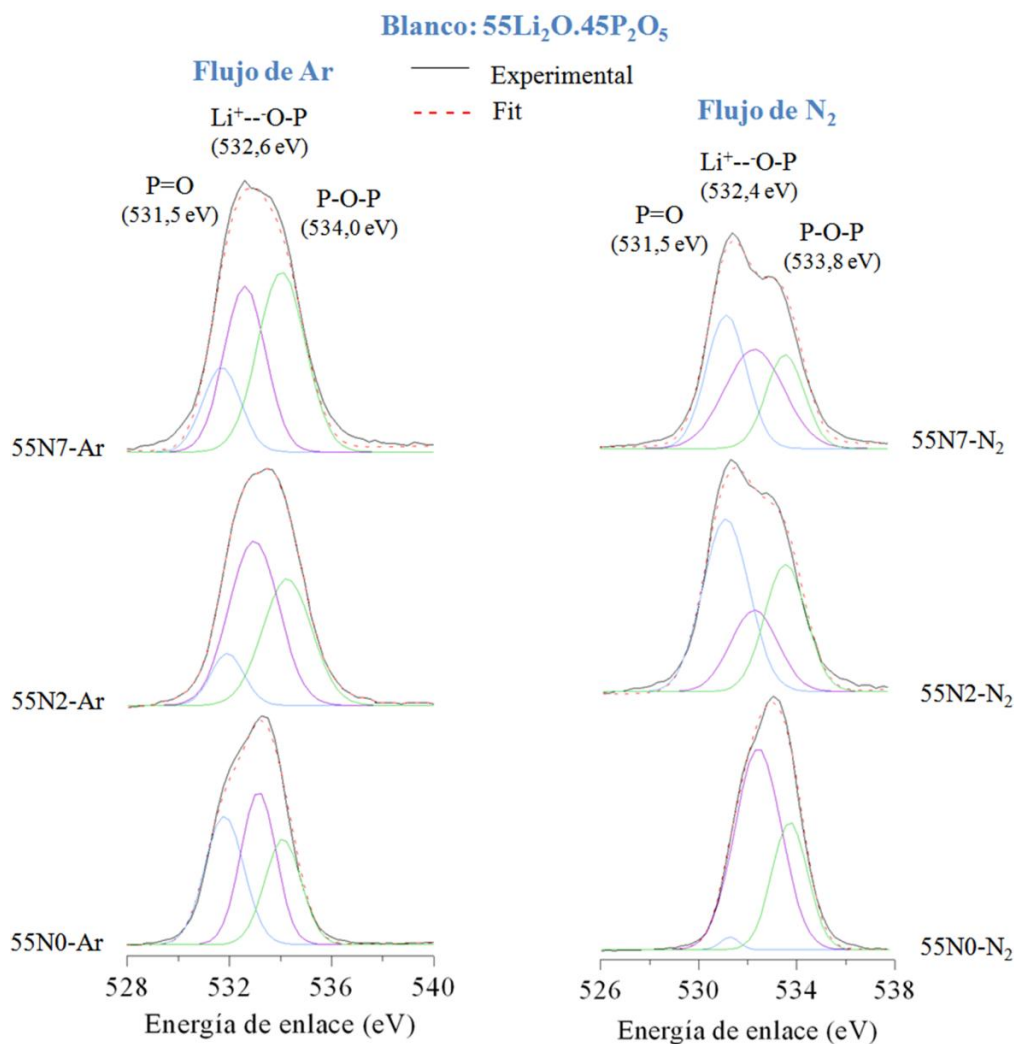 Blanco: 55Li₂O.45P₂O₅
Flujo de Ar
Experimental
Fit
Flujo de N₂
Li⁺--⁻O-P
(532,6 eV)
P=O
(531,5 eV)
P-O-P
(534,0 eV)
Li⁺--⁻O-P
(532,4 eV)
P=O
(531,5 eV)
P-O-P
(533,8 eV)
55N7-Ar
55N7-N₂
55N2-Ar
55N2-N₂
55N0-Ar
55N0-N₂
528 532 536 540
526 530 534 538
Energía de enlace (eV)
Energía de enlace (eV)